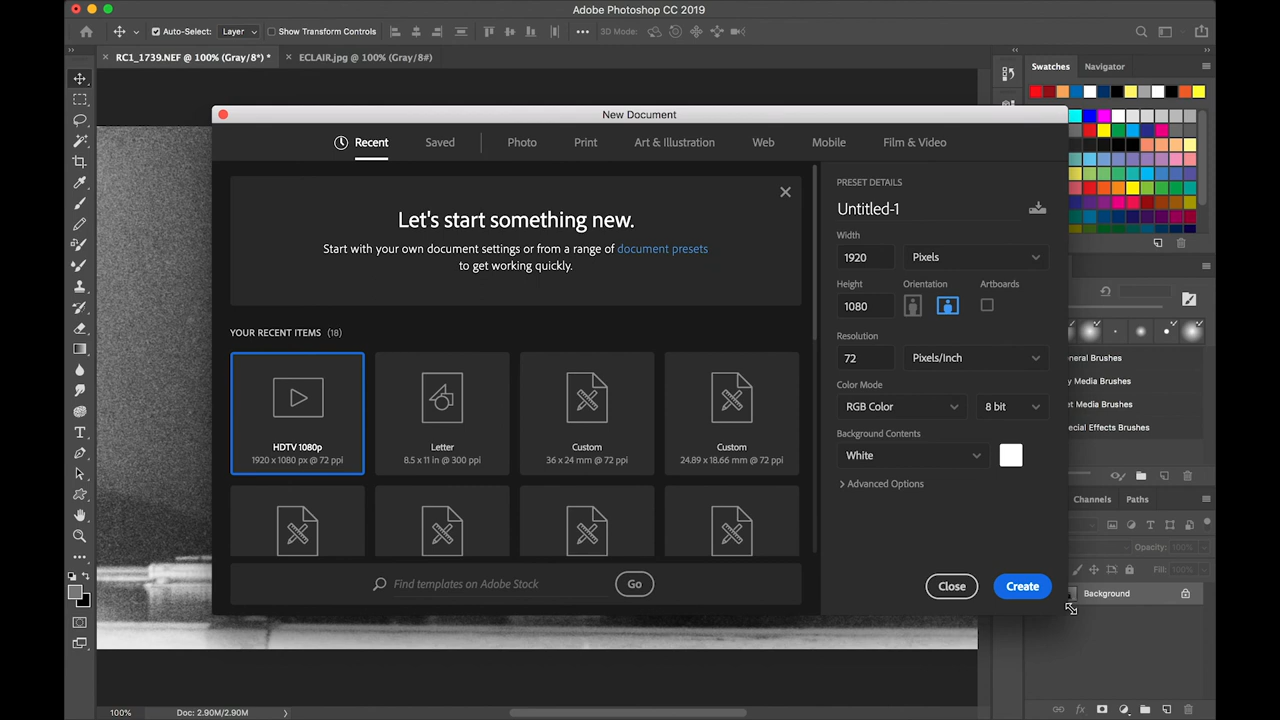 Adobe Photoshop CC 2019
Auto-Select: Layer Show Transform Controls 3D Mode:
RC1_1739.NEF @ 100% (Gray/8*) * ECLAIR.jpg @ 100% (Gray/8#)
Swatches Navigator
New Document
Recent Saved Photo Print Art & Illustration Web Mobile Film & Video
Let's start something new.
Start with your own document settings or from a range of document presets
to get working quickly.
YOUR RECENT ITEMS (18)
HDTV 1080p
1920 x 1080 px @ 72 ppi
Letter
8.5 x 11 in @ 300 ppi
Custom
36 x 24 mm @ 72 ppi
Custom
24.89 x 18.66 mm @ 72 ppi
Find templates on Adobe Stock Go
PRESET DETAILS
Untitled-1
Width
1920 Pixels
Height Orientation Artboards
1080
Resolution
72 Pixels/Inch
Color Mode
RGB Color 8 bit
Background Contents
White
Advanced Options
Close Create
eneral Brushes
y Media Brushes
et Media Brushes
ecial Effects Brushes
Channels Paths
Opacity: 100%
Fill: 100%
Background
100% Doc: 2.90M/2.90M